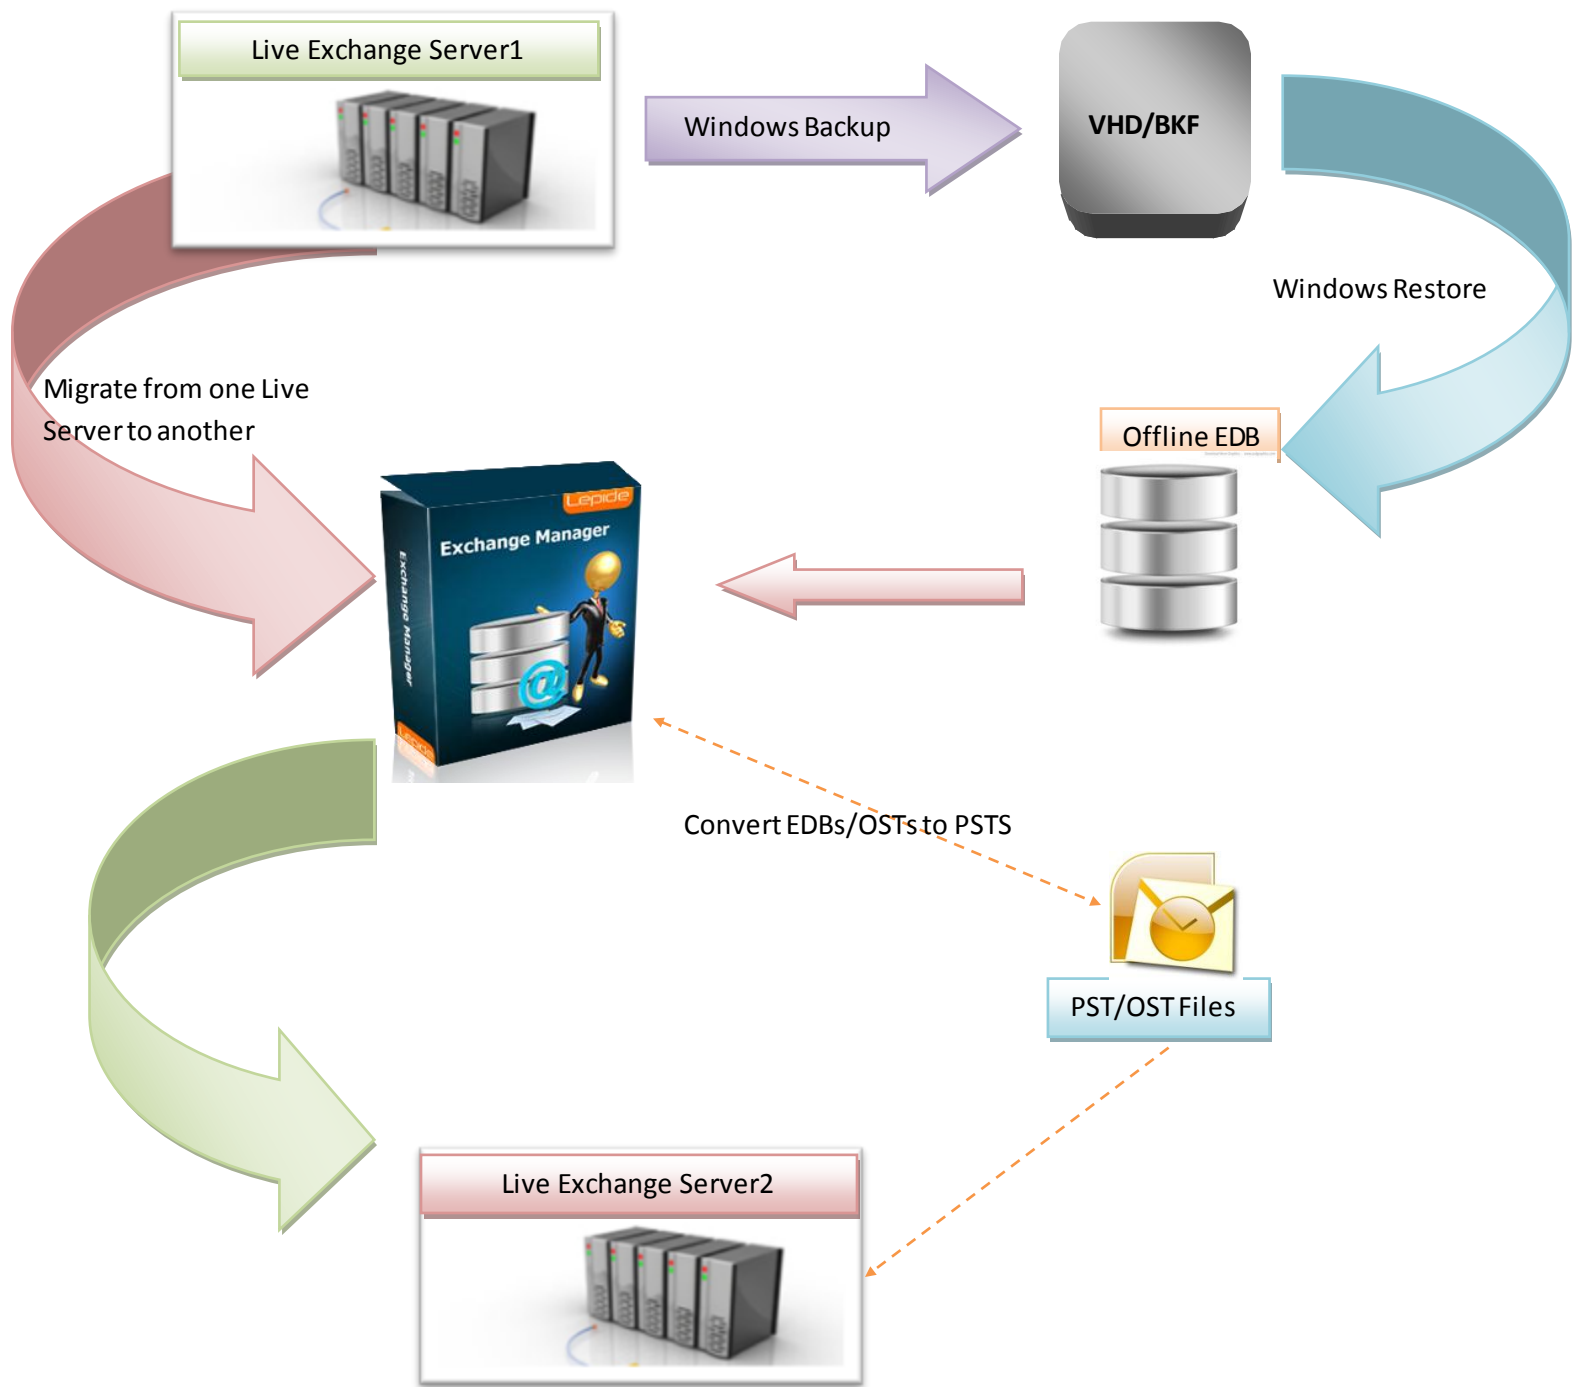 Live Exchange Server1
Windows Backup
VHD/BKF
Windows Restore
Migrate from one Live
Server to another
Offline EDB
Lepide
Exchange Manager
Exchange Manager
Lepide
Convert EDBs/OSTs to PSTS
PST/OST Files
Live Exchange Server2